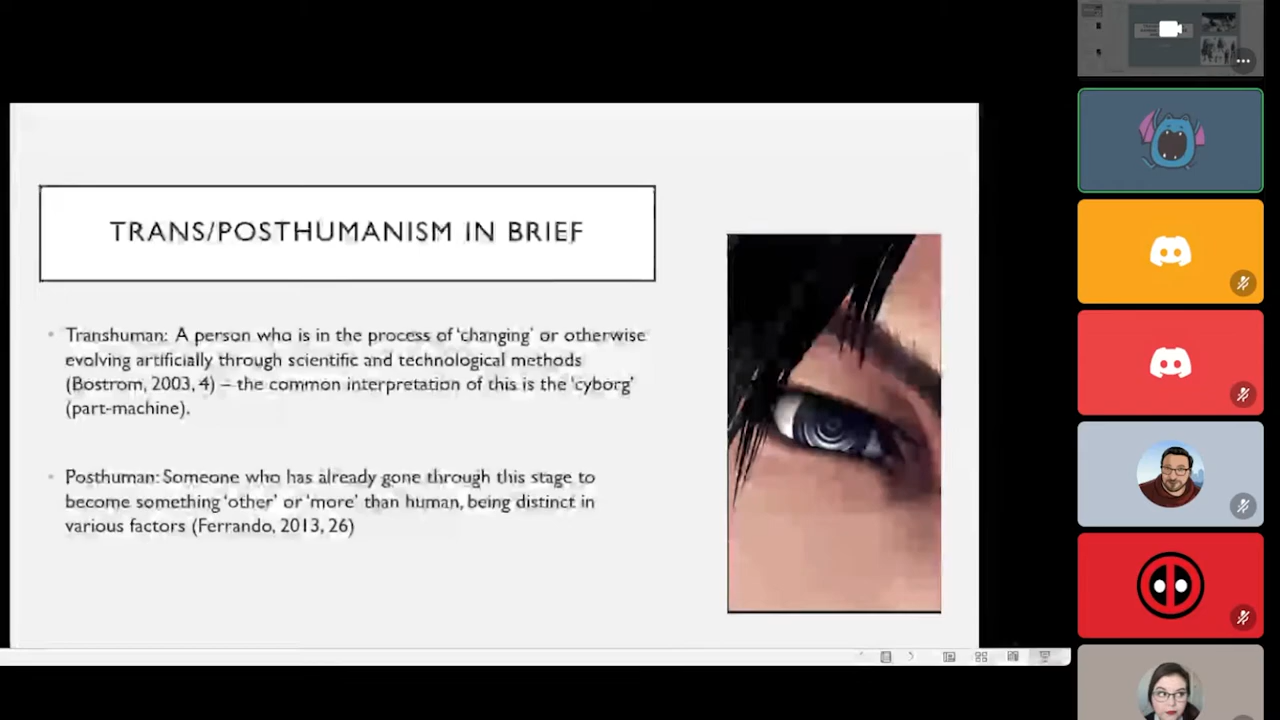 TRANS/POSTHUMANISM IN BRIEF
Transhuman: A person who is in the process of ‘changing’ or otherwise
evolving artificially through scientific and technological methods
(Bostrom, 2003, 4) – the common interpretation of this is the ‘cyborg’
(part-machine).
Posthuman: Someone who has already gone through this stage to
become something ‘other’ or ‘more’ than human, being distinct in
various factors (Ferrando, 2013, 26)